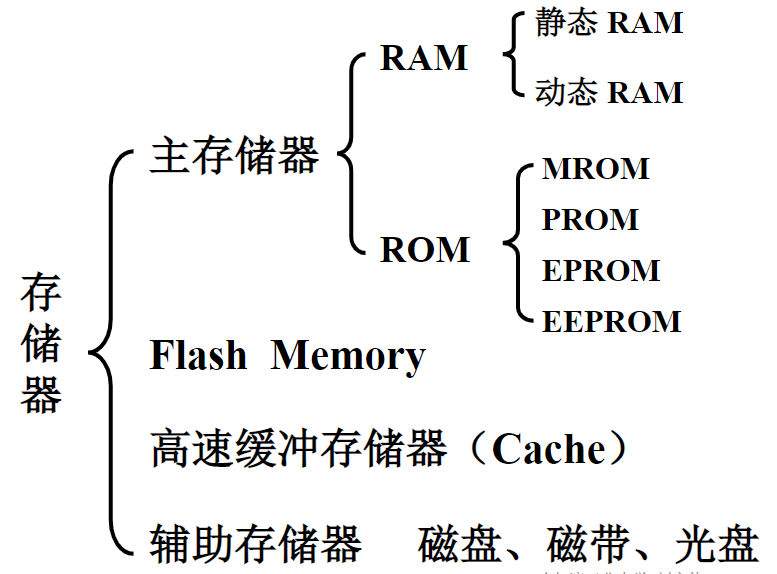 存储器
主存储器
RAM
静态 RAM
动态 RAM
ROM
MROM
PROM
EPROM
EEPROM
Flash Memory
高速缓冲存储器（Cache）
辅助存储器 磁盘、磁带、光盘